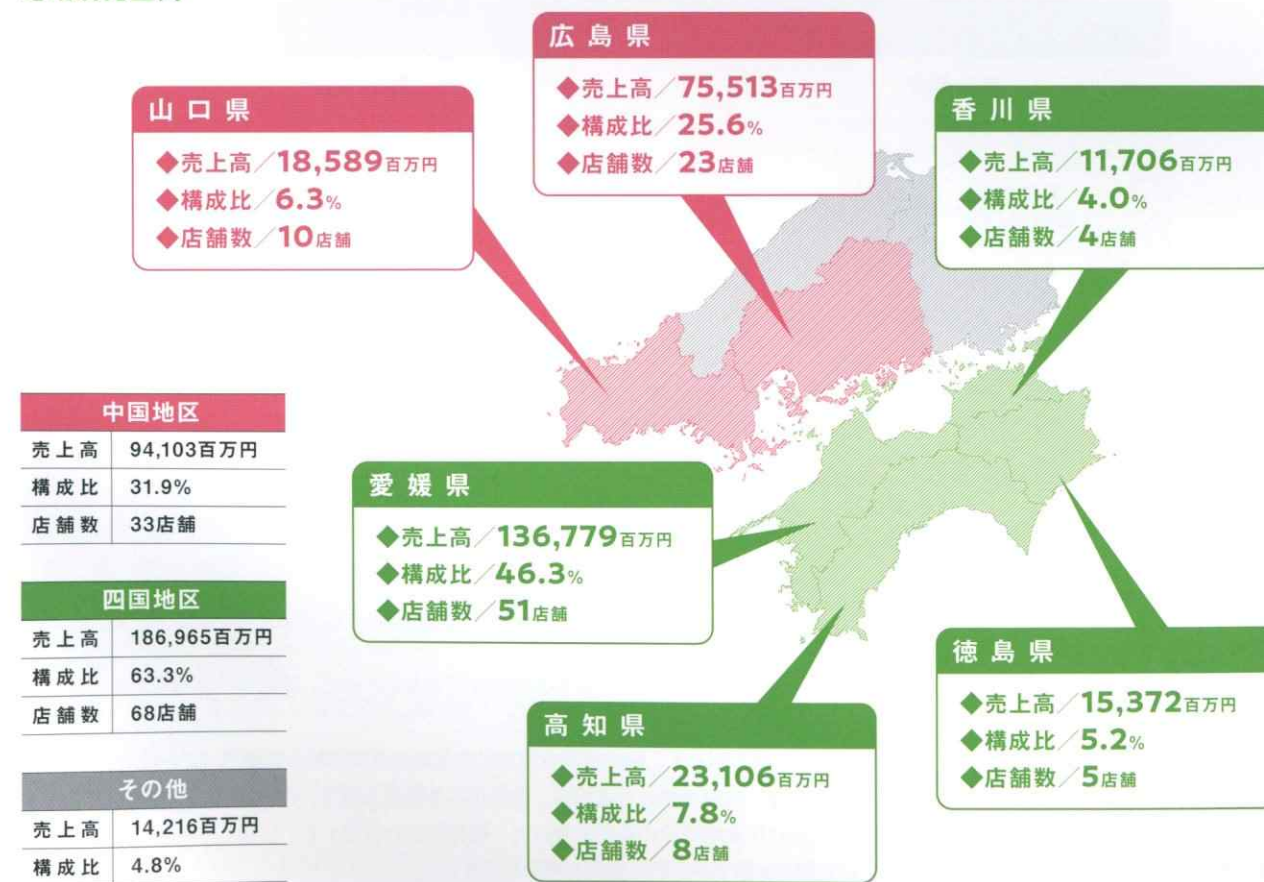 広島県
◆売上高／75,513百万円
◆構成比／25.6%
◆店舗数／23店舗
山口県
◆売上高／18,589百万円
◆構成比／6.3%
◆店舗数／10店舗
香川県
◆売上高／11,706百万円
◆構成比／4.0%
◆店舗数／4店舗
中国地区
売上高 94,103百万円
構成比 31.9%
店舗数 33店舗
愛媛県
◆売上高／136,779百万円
◆構成比／46.3%
◆店舗数／51店舗
四国地区
売上高 186,965百万円
構成比 63.3%
店舗数 68店舗
徳島県
◆売上高／15,372百万円
◆構成比／5.2%
◆店舗数／5店舗
高知県
◆売上高／23,106百万円
◆構成比／7.8%
◆店舗数／8店舗
その他
売上高 14,216百万円
構成比 4.8%